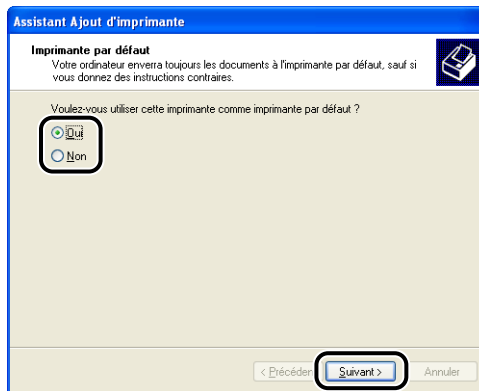 Assistant Ajout d'imprimante
Imprimante par défaut
Votre ordinateur enverra toujours les documents à l'imprimante par défaut, sauf si
vous donnez des instructions contraires.
Voulez-vous utiliser cette imprimante comme imprimante par défaut ?
Oui
Non
< Précéden Suivant > Annuler